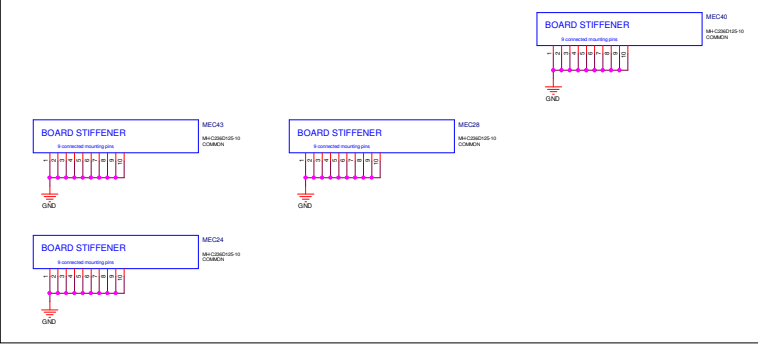 MEC40
BOARD STIFFENER
MH-C236D125-10
COMMON
9 connected mounting pins
1 2 3 4 5 6 7 8 9 10
GND
MEC43
BOARD STIFFENER
MH-C236D125-10
COMMON
9 connected mounting pins
1 2 3 4 5 6 7 8 9 10
GND
MEC28
BOARD STIFFENER
MH-C236D125-10
COMMON
9 connected mounting pins
1 2 3 4 5 6 7 8 9 10
GND
MEC24
BOARD STIFFENER
MH-C236D125-10
COMMON
9 connected mounting pins
1 2 3 4 5 6 7 8 9 10
GND